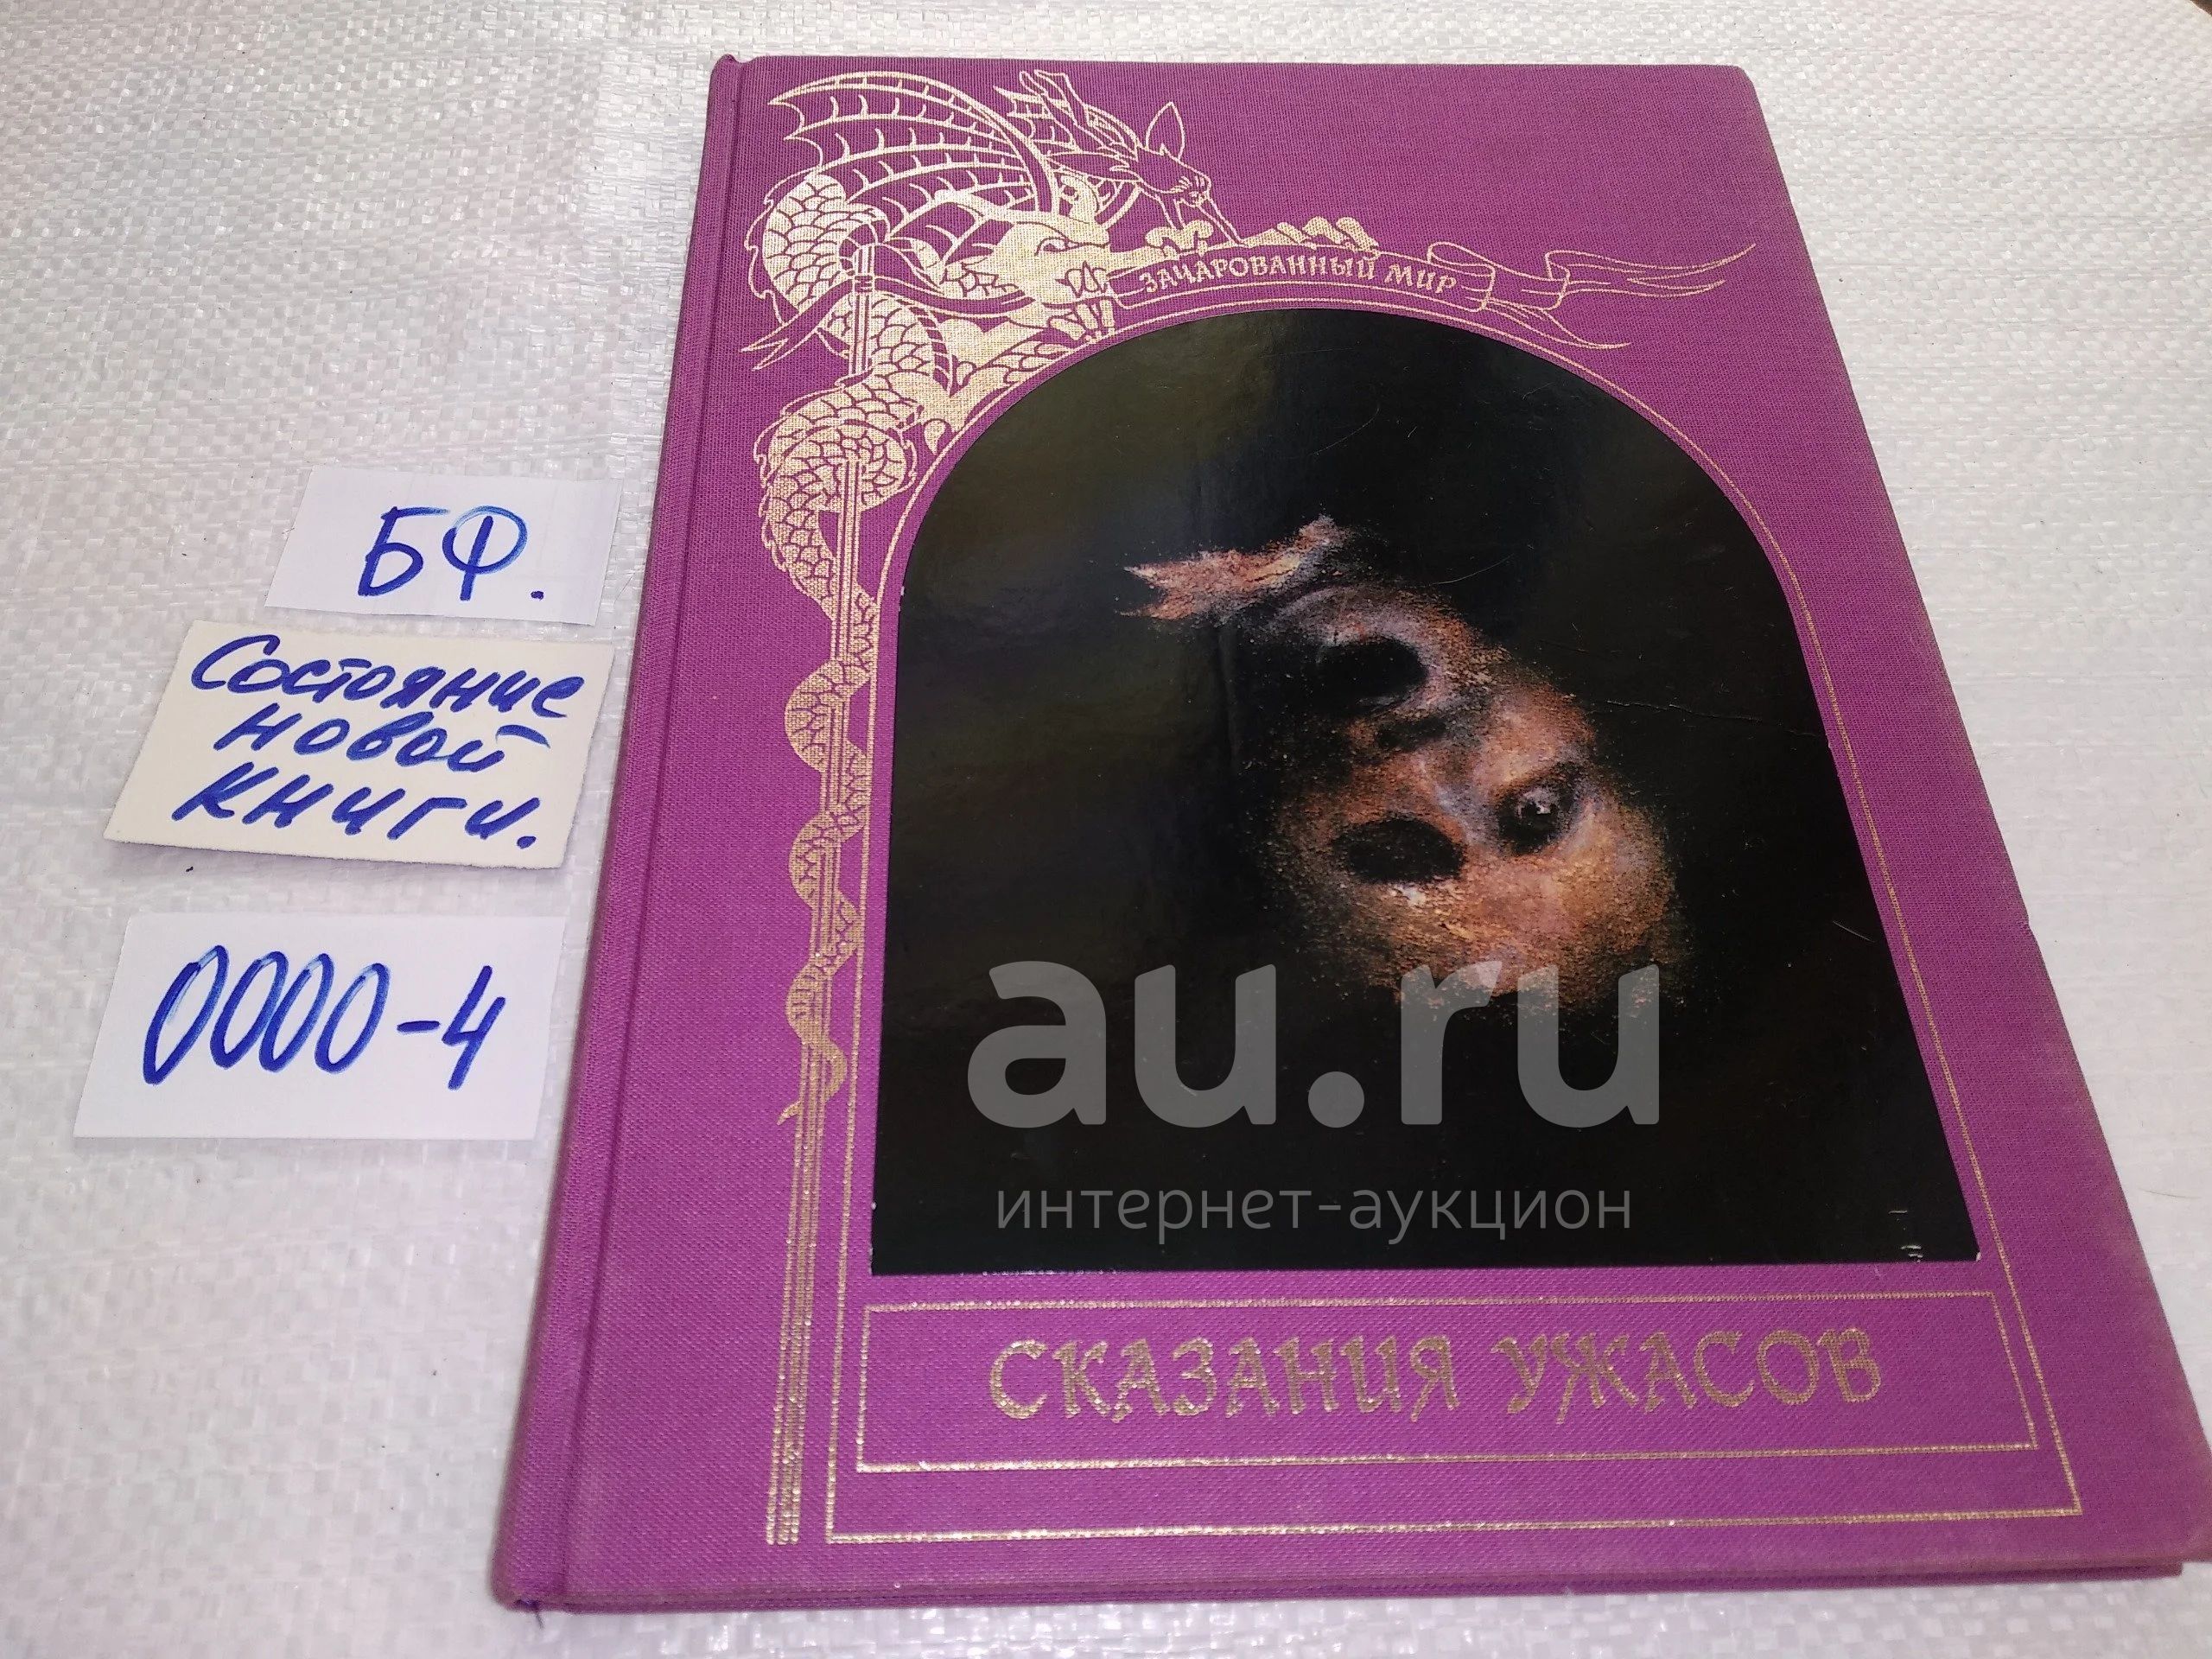 ЗАЧАРОВАННЫЙ МИР
БФ.
Состояние
новой
книги.
0000-4
au.ru
интернет-аукцион
СКАЗАНИЯ УЖАСОВ